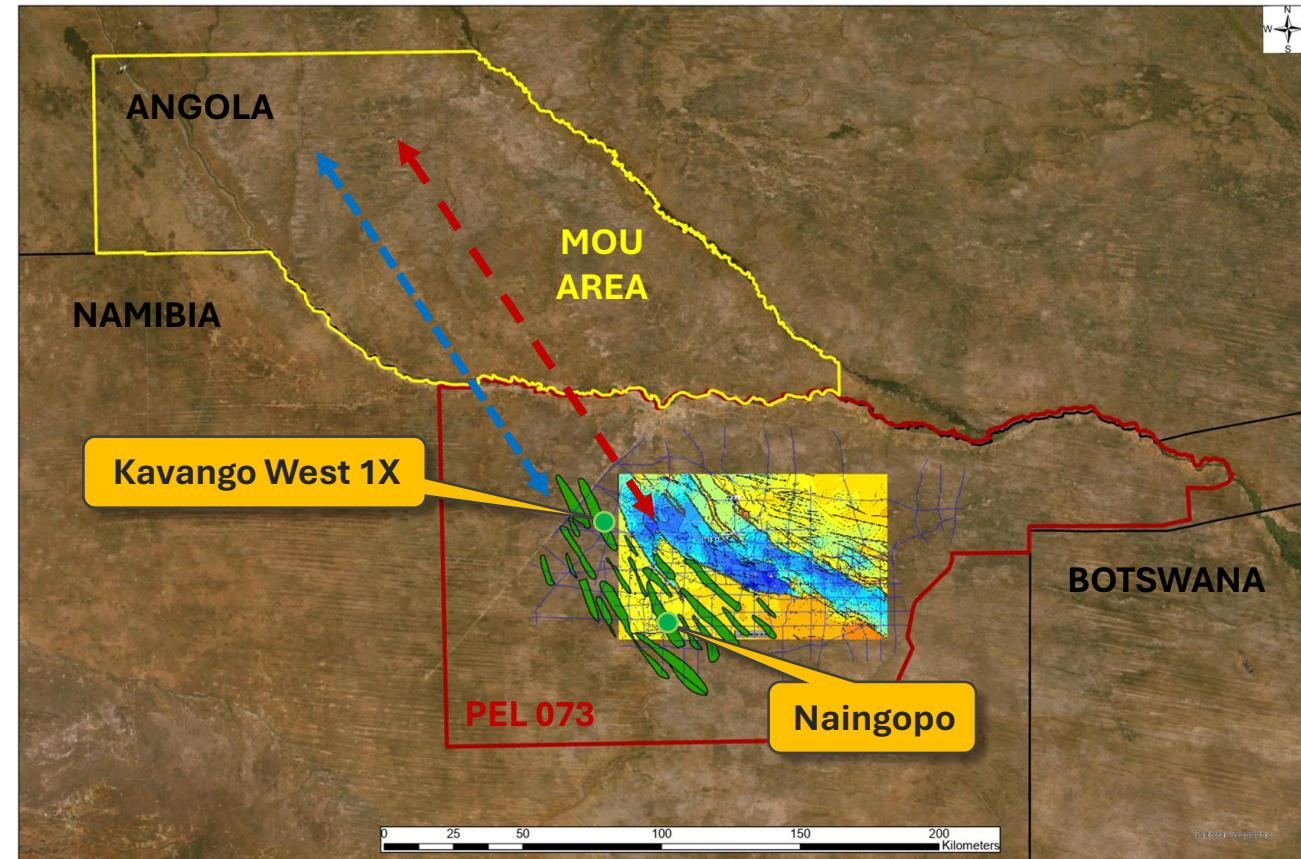 N
W E
S
ANGOLA
MOU
AREA
NAMIBIA
Kavango West 1X
BOTSWANA
PEL 073
Naingopo
0 25 50 100 150 200
Kilometers